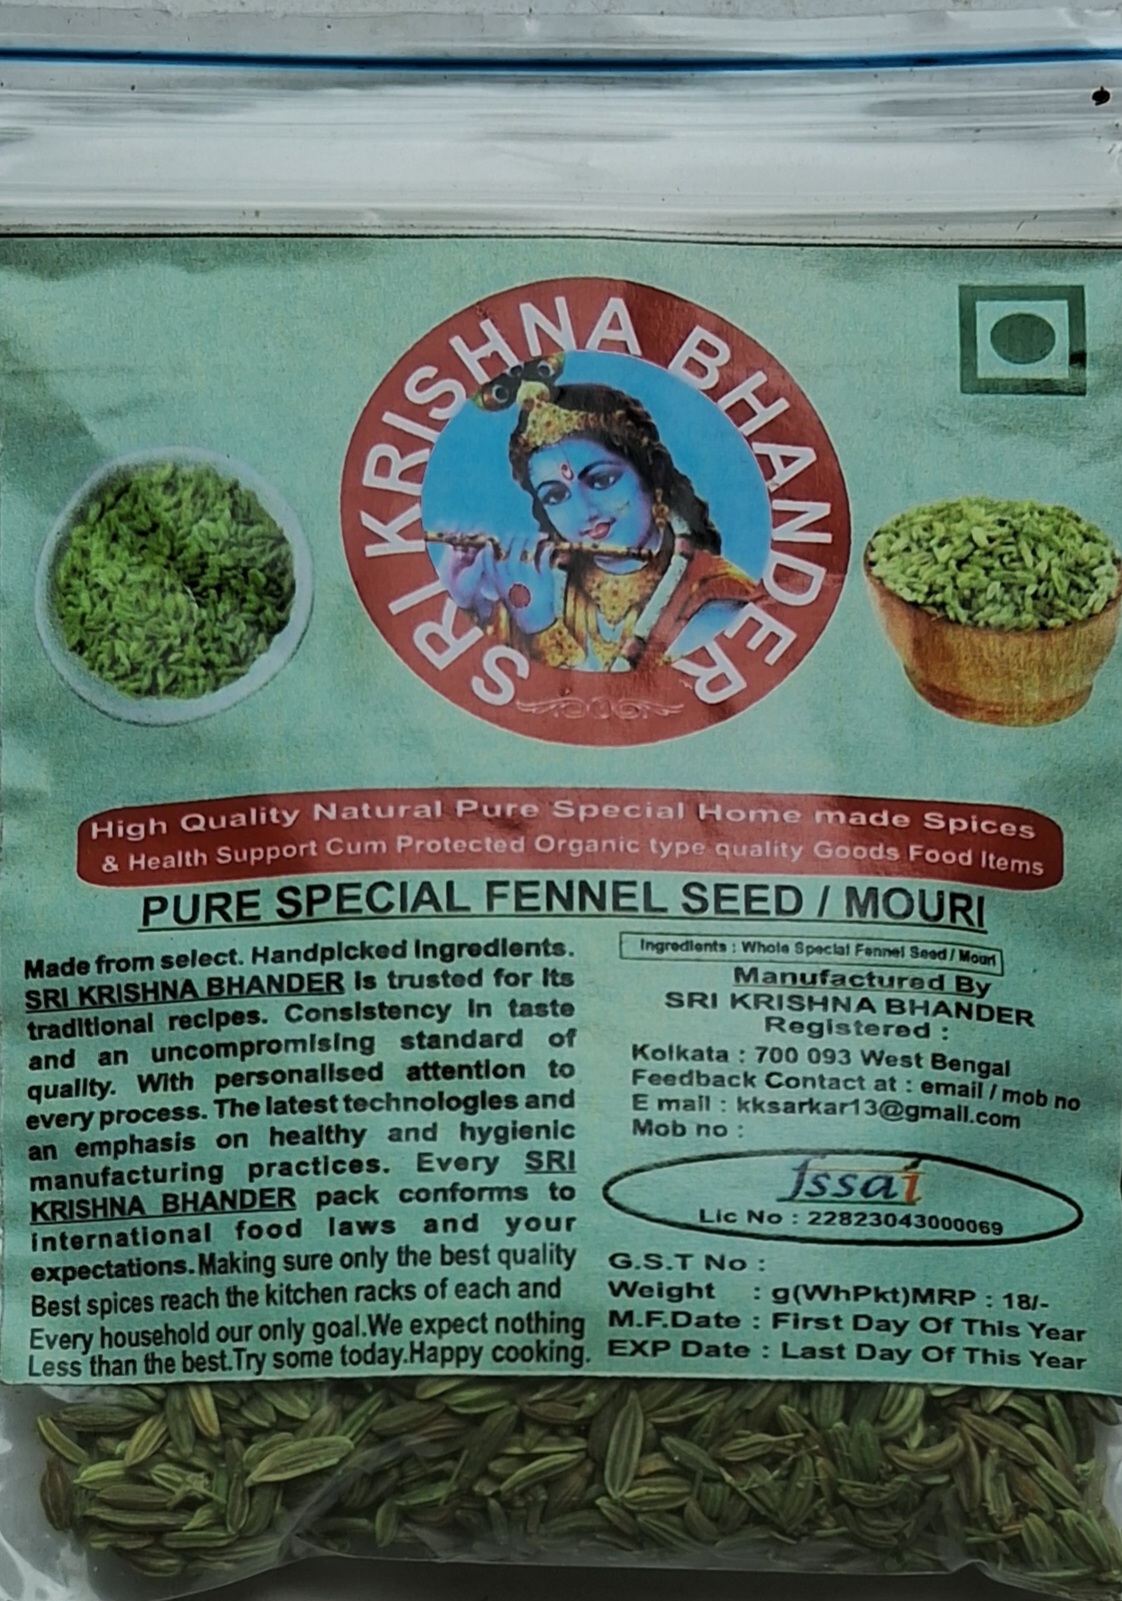 SRI KRISHNA BHANDER
High Quality Natural Pure Special Home made Spices
& Health Support Cum Protected Organic type quality Goods Food Items
PURE SPECIAL FENNEL SEED / MOURI
Made from select. Handpicked Ingredients.
SRI KRISHNA BHANDER is trusted for its
traditional recipes. Consistency in taste
and an uncompromising standard of
quality. With personalised attention to
every process. The latest technologies and
an emphasis on healthy and hygienic
manufacturing practices. Every SRI
KRISHNA BHANDER pack conforms to
international food laws and your
expectations.Making sure only the best quality
Best spices reach the kitchen racks of each and
Every household our only goal.We expect nothing
Less than the best.Try some today.Happy cooking.
Ingredients : Whole Special Fennel Seed / Mouri
Manufactured By
SRI KRISHNA BHANDER
Registered :
Kolkata : 700 093 West Bengal
Feedback Contact at : email / mob no
E mail : kksarkar13@gmail.com
Mob no :
fssai
Lic No : 22823043000069
G.S.T No :
Weight : g(WhPkt)MRP : 18/-
M.F.Date : First Day Of This Year
EXP Date : Last Day Of This Year